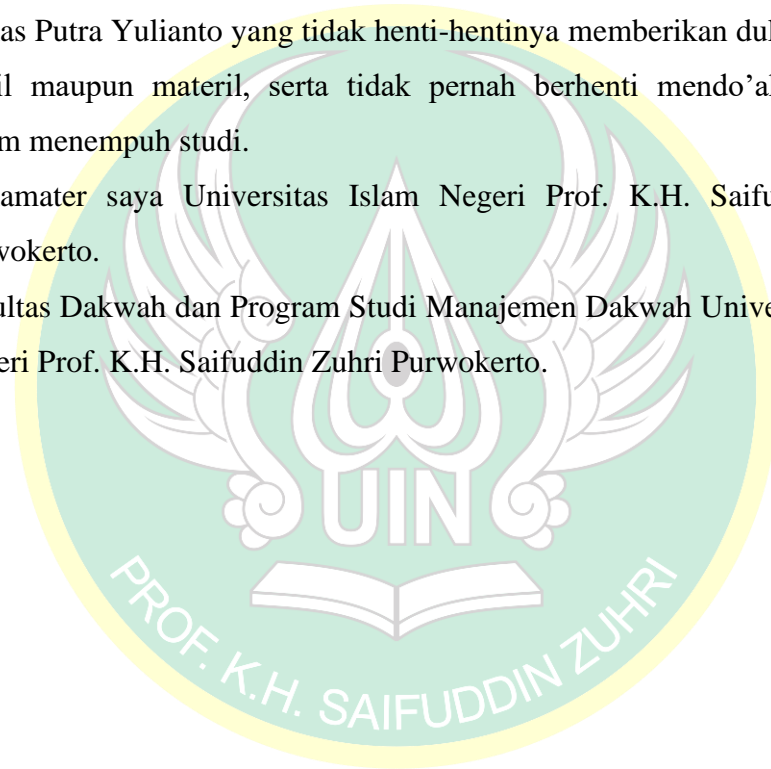 as Putra Yulianto yang tidak henti-hentinya memberikan du
il maupun materil, serta tidak pernah berhenti mendo’a
m menempuh studi.
amater saya Universitas Islam Negeri Prof. K.H. Saifu
wokerto.
ultas Dakwah dan Program Studi Manajemen Dakwah Unive
eri Prof. K.H. Saifuddin Zuhri Purwokerto.
UIN
PROF. K.H. SAIFUDDIN ZUHRI